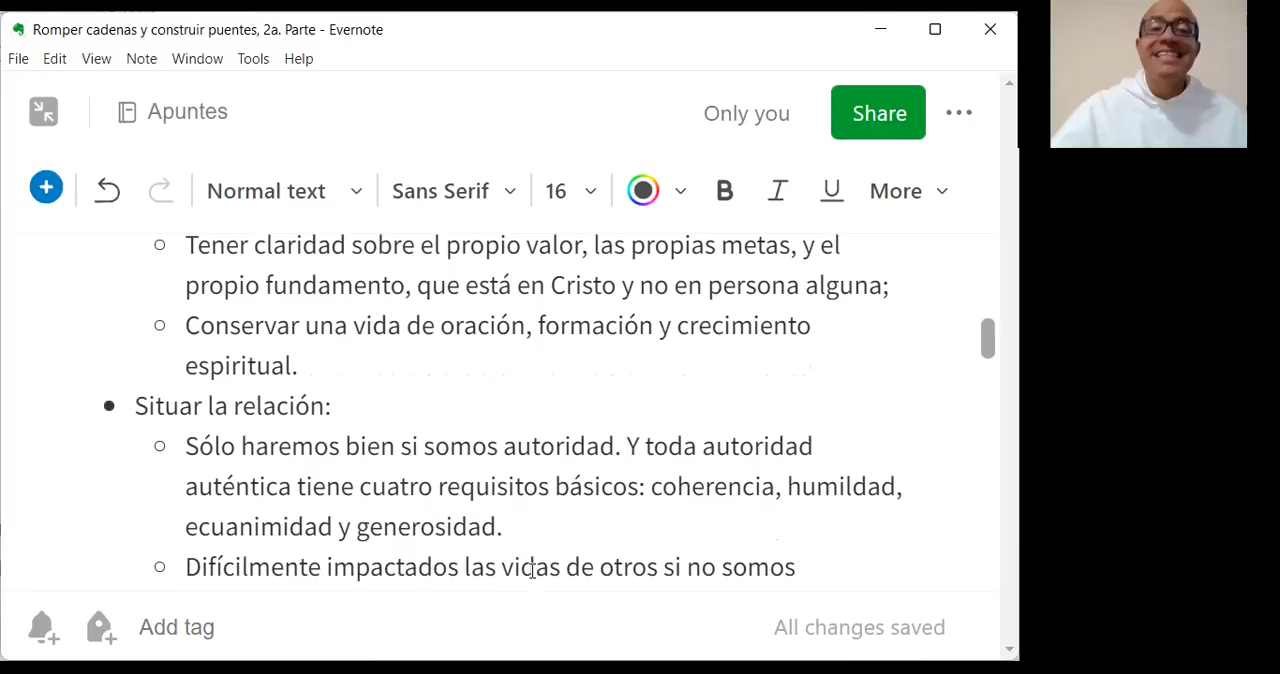 Romper cadenas y construir puentes, 2a. Parte - Evernote
File Edit View Note Window Tools Help
Apuntes Only you Share
Normal text Sans Serif 16 B I U More
Tener claridad sobre el propio valor, las propias metas, y el
propio fundamento, que está en Cristo y no en persona alguna;
Conservar una vida de oración, formación y crecimiento
espiritual.
Situar la relación:
Sólo haremos bien si somos autoridad. Y toda autoridad
auténtica tiene cuatro requisitos básicos: coherencia, humildad,
ecuanimidad y generosidad.
Difícilmente impactados las vidas de otros si no somos
Add tag All changes saved